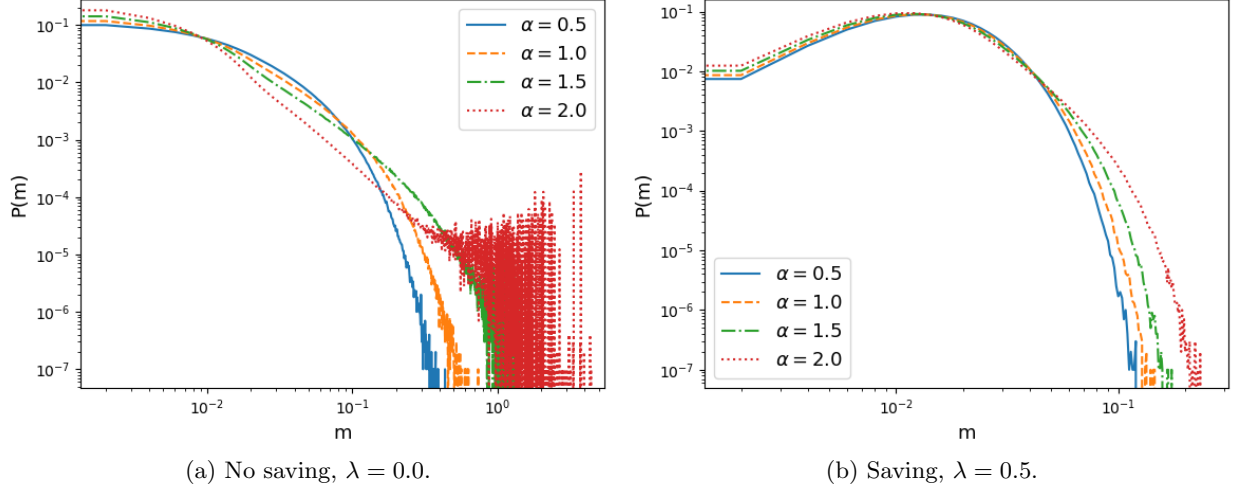 10⁻¹
10⁻²
10⁻³
10⁻⁴
10⁻⁵
10⁻⁶
10⁻⁷
P(m)
10⁻² 10⁻¹ 10⁰
m
α = 0.5
α = 1.0
α = 1.5
α = 2.0
(a) No saving, λ = 0.0.
10⁻¹
10⁻²
10⁻³
10⁻⁴
10⁻⁵
10⁻⁶
10⁻⁷
P(m)
10⁻² 10⁻¹
m
α = 0.5
α = 1.0
α = 1.5
α = 2.0
(b) Saving, λ = 0.5.